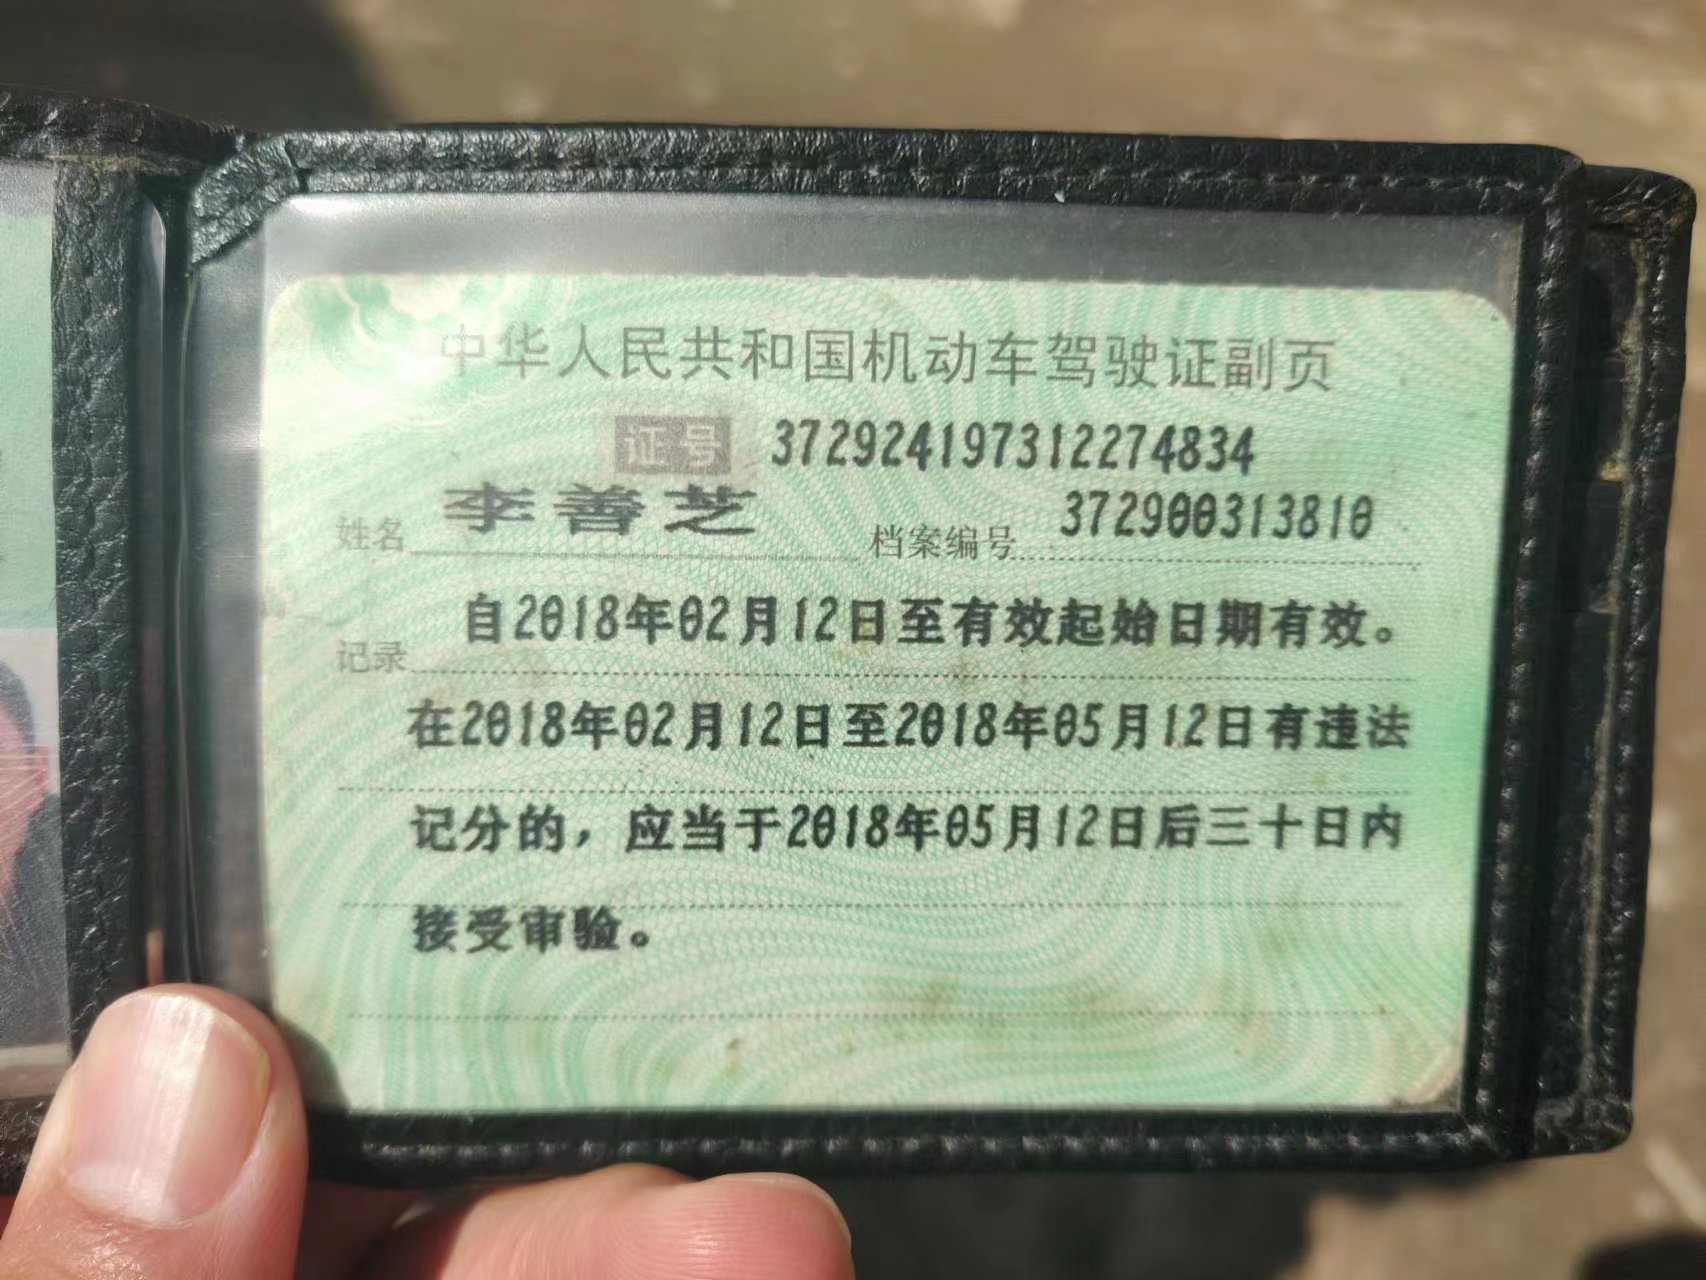 中华人民共和国机动车驾驶证副页
证号 372924197312274834
姓名 李善芝 档案编号 372900313810
记录 自2018年02月12日至有效起始日期有效。
在2018年02月12日至2018年05月12日有违法
记分的，应当于2018年05月12日后三十日内
接受审验。